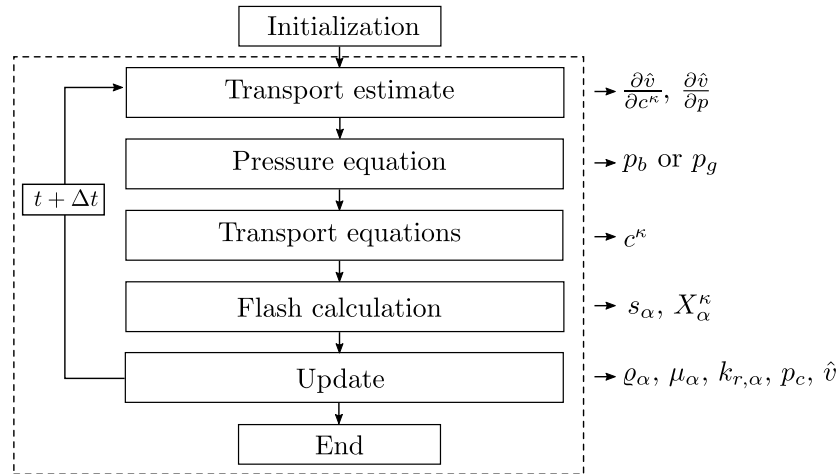 Initialization
Transport estimate
∂v̂/∂c^κ, ∂v̂/∂p
Pressure equation
p_b or p_g
t + Δt
Transport equations
c^κ
Flash calculation
s_α, X_α^κ
Update
ϱ_α, μ_α, k_{r,α}, p_c, v̂
End